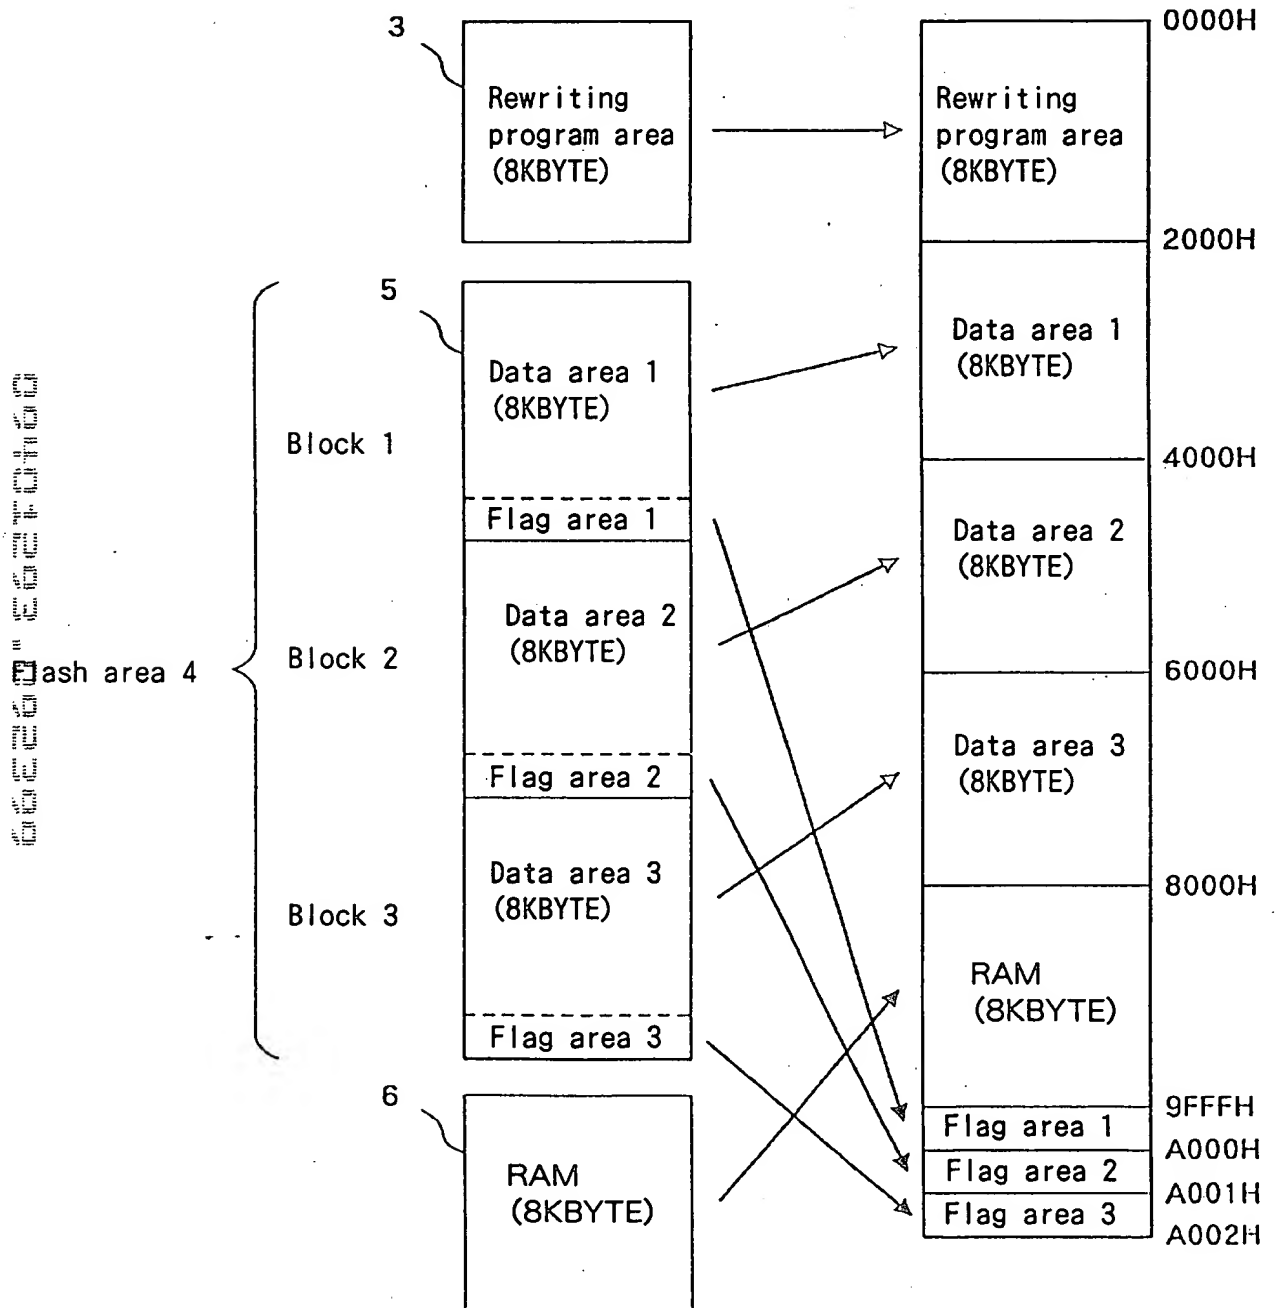 3
Rewriting
program area
(8KBYTE)
Rewriting
program area
(8KBYTE)
0000H
2000H
5
Data area 1
(8KBYTE)
Data area 1
(8KBYTE)
Block 1
4000H
Flag area 1
Data area 2
(8KBYTE)
Data area 2
(8KBYTE)
Block 2
Flash area 4
6000H
Data area 3
(8KBYTE)
Flag area 2
Data area 3
(8KBYTE)
Block 3
8000H
RAM
(8KBYTE)
Flag area 3
6
9FFFH
Flag area 1
A000H
Flag area 2
A001H
Flag area 3
A002H
RAM
(8KBYTE)